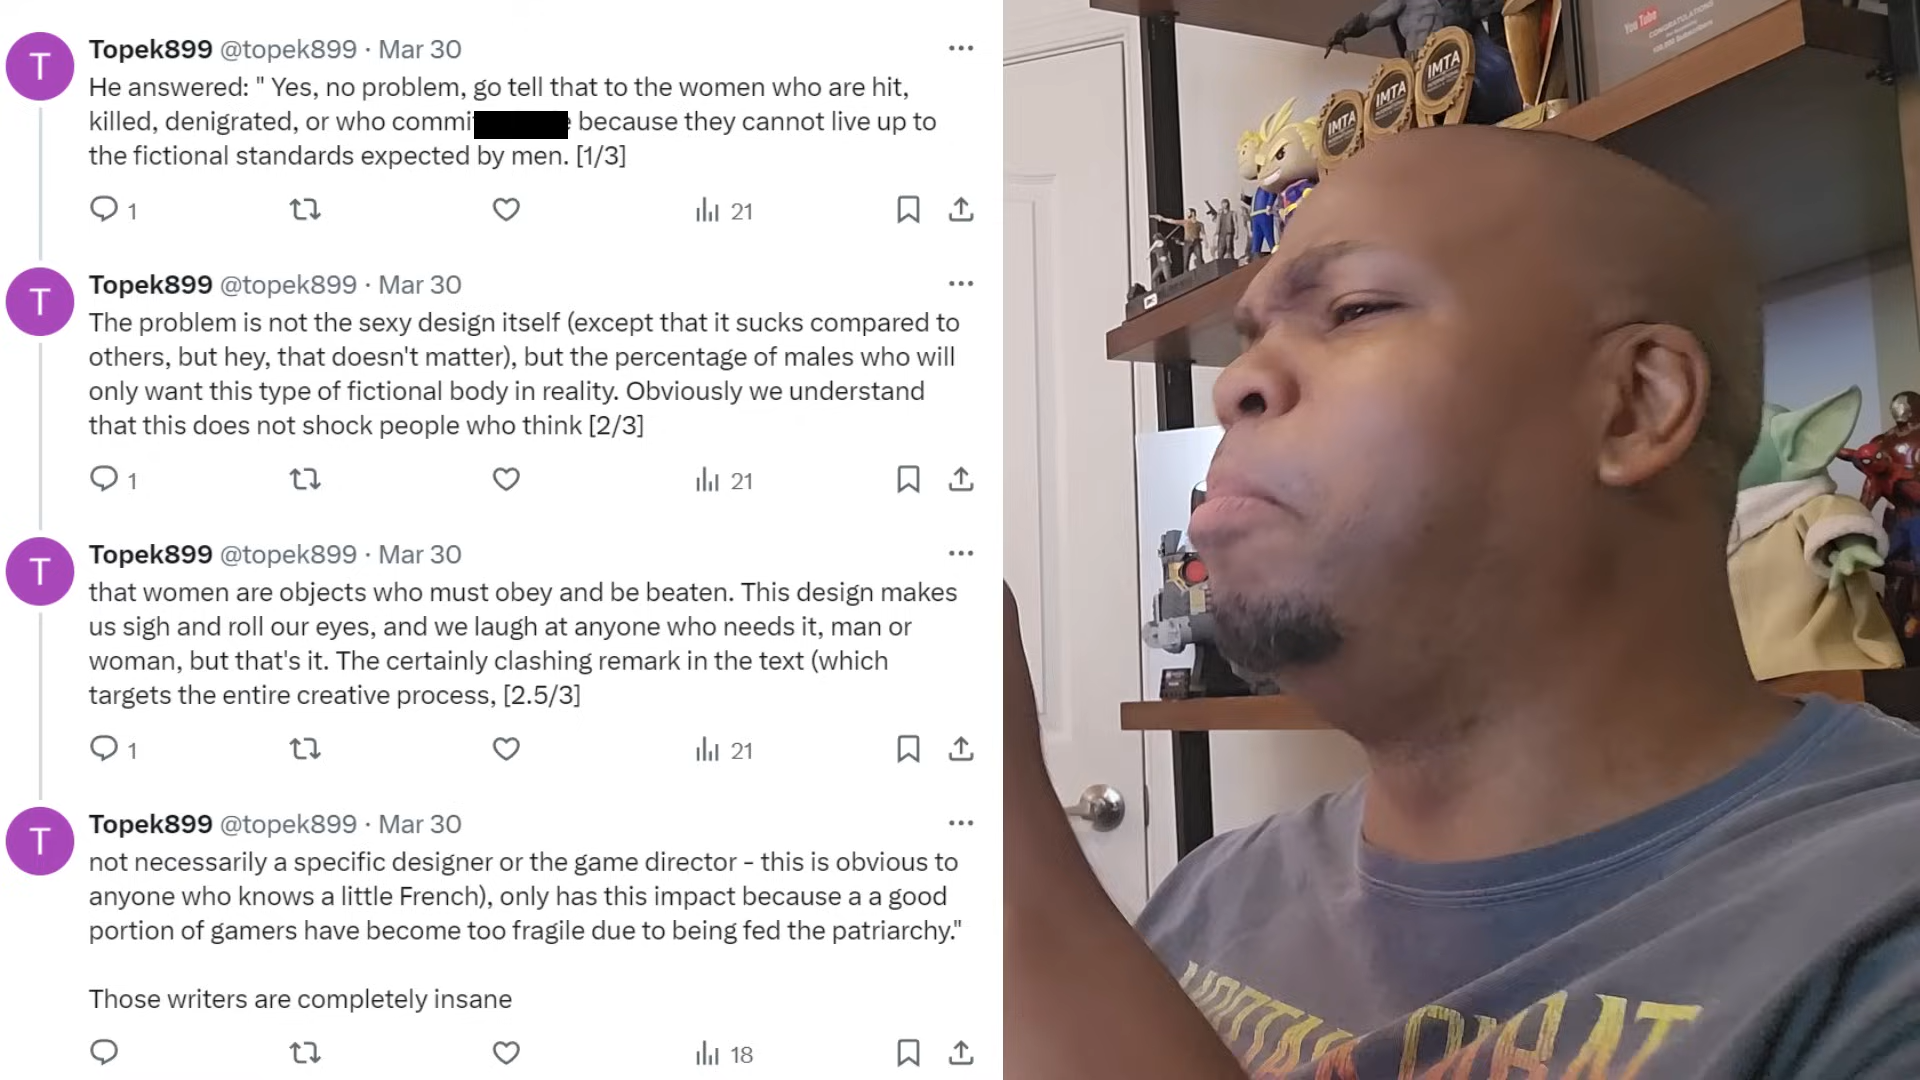 T
Topek899 @topek899 · Mar 30
He answered: " Yes, no problem, go tell that to the women who are hit,
killed, denigrated, or who commi because they cannot live up to
the fictional standards expected by men. [1/3]
1 21
T
Topek899 @topek899 · Mar 30
The problem is not the sexy design itself (except that it sucks compared to
others, but hey, that doesn't matter), but the percentage of males who will
only want this type of fictional body in reality. Obviously we understand
that this does not shock people who think [2/3]
1 21
T
Topek899 @topek899 · Mar 30
that women are objects who must obey and be beaten. This design makes
us sigh and roll our eyes, and we laugh at anyone who needs it, man or
woman, but that's it. The certainly clashing remark in the text (which
targets the entire creative process, [2.5/3]
1 21
T
Topek899 @topek899 · Mar 30
not necessarily a specific designer or the game director - this is obvious to
anyone who knows a little French), only has this impact because a a good
portion of gamers have become too fragile due to being fed the patriarchy."
Those writers are completely insane
18
YouTube
CONGRATULATIONS
100,000 Subscribers
IMTA
IMTA
IMTA
MORTAL KOMBAT